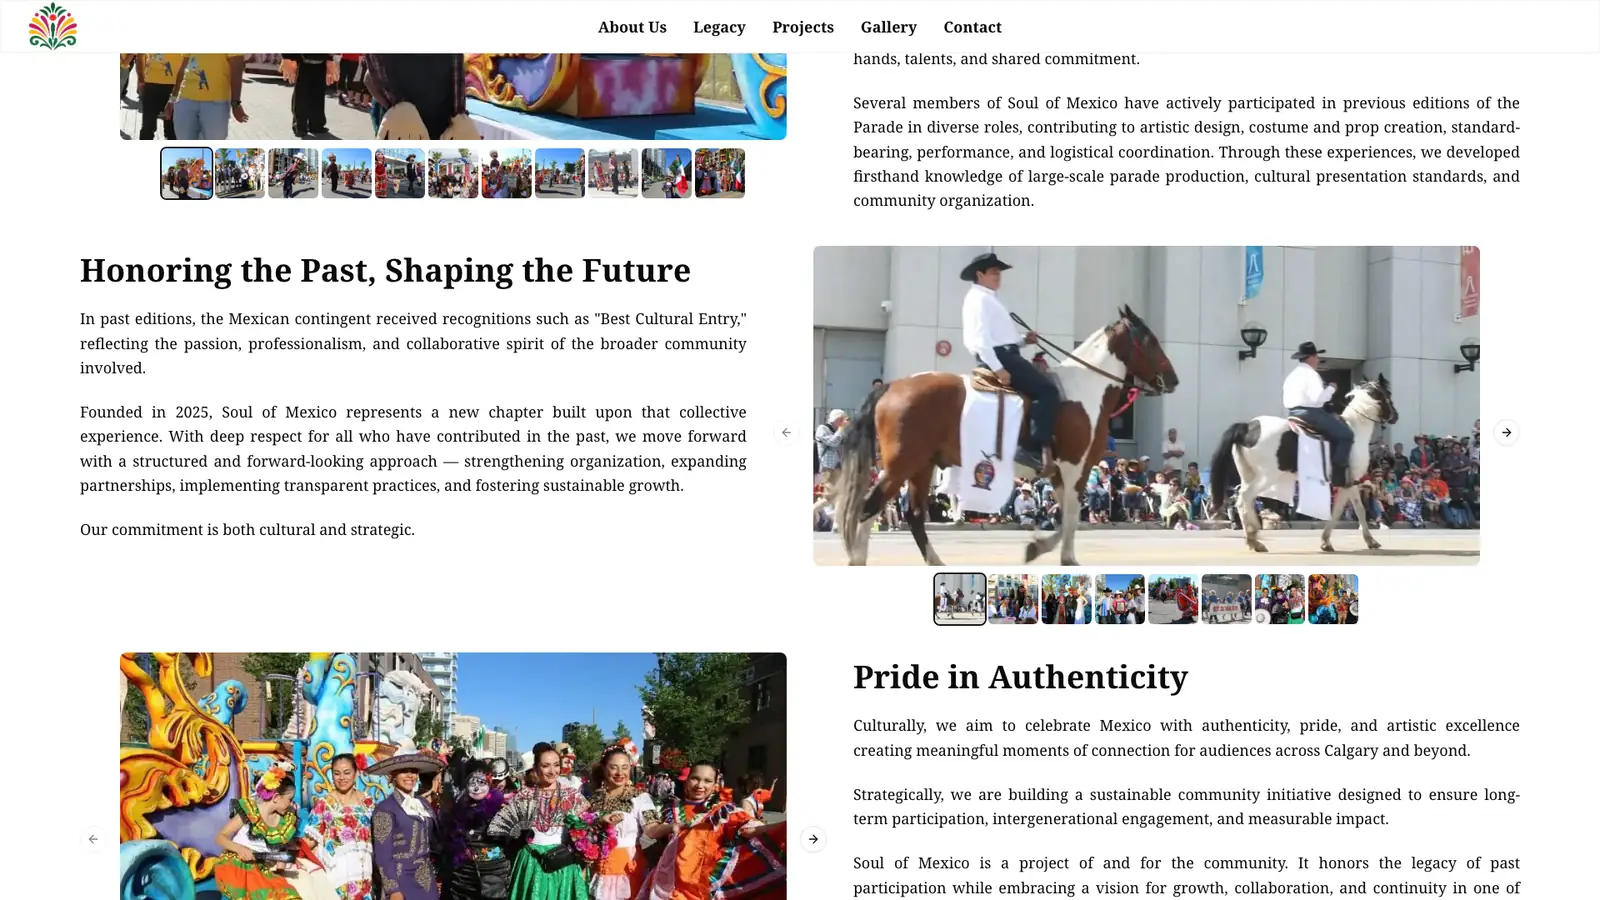 About Us
Legacy
Projects
Gallery
Contact
hands, talents, and shared commitment.
Several members of Soul of Mexico have actively participated in previous editions of the
Parade in diverse roles, contributing to artistic design, costume and prop creation, standard-
bearing, performance, and logistical coordination. Through these experiences, we developed
firsthand knowledge of large-scale parade production, cultural presentation standards, and
community organization.
Honoring the Past, Shaping the Future
In past editions, the Mexican contingent received recognitions such as "Best Cultural Entry,"
reflecting the passion, professionalism, and collaborative spirit of the broader community
involved.
Founded in 2025, Soul of Mexico represents a new chapter built upon that collective
experience. With deep respect for all who have contributed in the past, we move forward
with a structured and forward-looking approach — strengthening organization, expanding
partnerships, implementing transparent practices, and fostering sustainable growth.
Our commitment is both cultural and strategic.
Pride in Authenticity
Culturally, we aim to celebrate Mexico with authenticity, pride, and artistic excellence
creating meaningful moments of connection for audiences across Calgary and beyond.
Strategically, we are building a sustainable community initiative designed to ensure long-
term participation, intergenerational engagement, and measurable impact.
Soul of Mexico is a project of and for the community. It honors the legacy of past
participation while embracing a vision for growth, collaboration, and continuity in one of